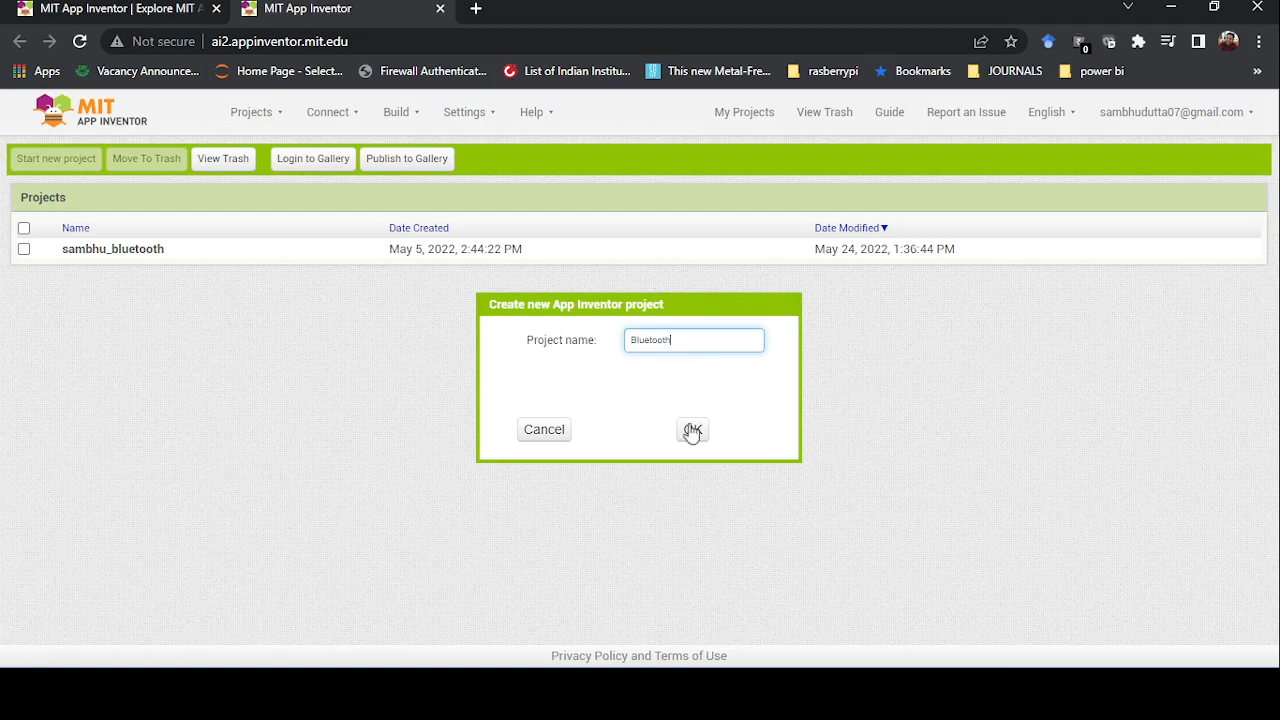 MIT App Inventor | Explore MIT A
MIT App Inventor
Not secure ai2.appinventor.mit.edu
0
Apps Vacancy Announce... Home Page - Select... Firewall Authenticat... List of Indian Institu... This new Metal-Fre... rasberrypi Bookmarks JOURNALS power bi »
MIT APP INVENTOR
Projects Connect Build Settings Help My Projects View Trash Guide Report an Issue English sambhudutta07@gmail.com
Start new project Move To Trash View Trash Login to Gallery Publish to Gallery
Projects
Name Date Created Date Modified
sambhu_bluetooth May 5, 2022, 2:44:22 PM May 24, 2022, 1:36:44 PM
Create new App Inventor project
Project name: Bluetooth
Cancel OK
Privacy Policy and Terms of Use